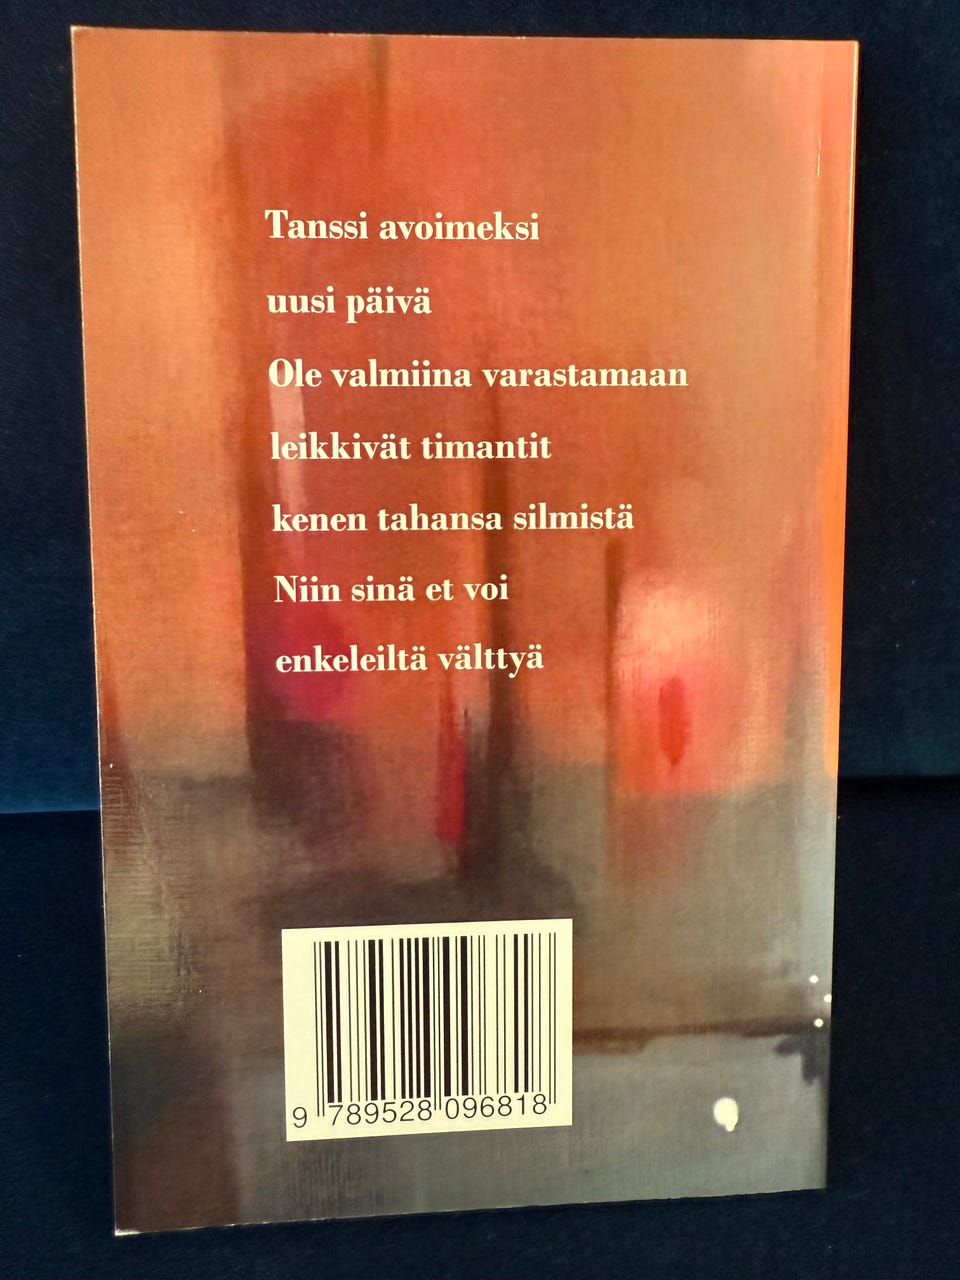 Tanssi avoimeksi
uusi päivä
Ole valmiina varastamaan
leikkivät timantit
kenen tahansa silmistä
Niin sinä et voi
enkeleiltä välttyä
9 789528 096818